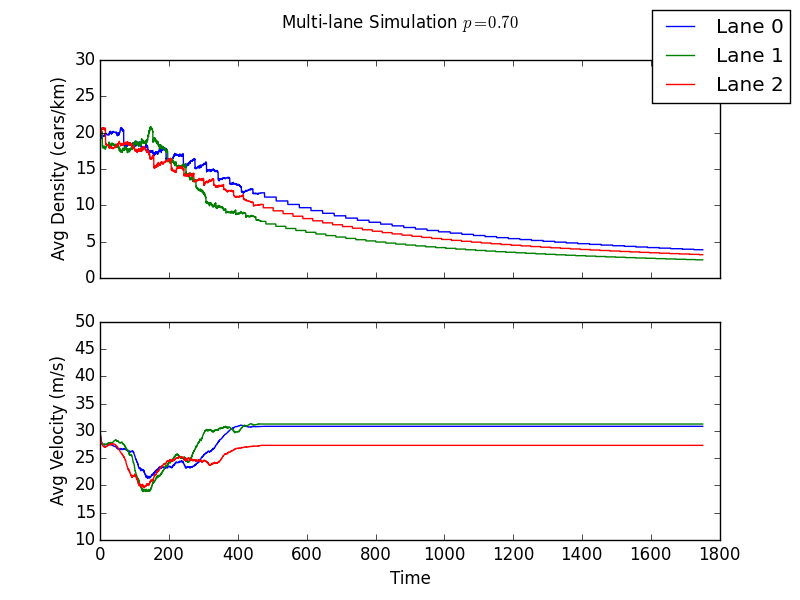 Multi-lane Simulation p=0.70
Lane 0
Lane 1
Lane 2
Avg Density (cars/km)
30
25
20
15
10
5
0
Avg Velocity (m/s)
50
45
40
35
30
25
20
15
10
0 200 400 600 800 1000 1200 1400 1600 1800
Time